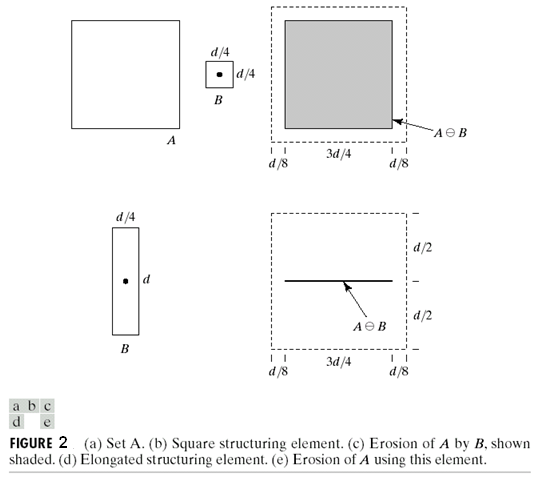 d/4
d/4
B
A
A ⊖ B
d/8
3d/4
d/8
d/4
d
B
d/2
A ⊖ B
d/2
d/8
3d/4
d/8
a b c
d e
FIGURE 2 (a) Set A. (b) Square structuring element. (c) Erosion of A by B, shown
shaded. (d) Elongated structuring element. (e) Erosion of A using this element.